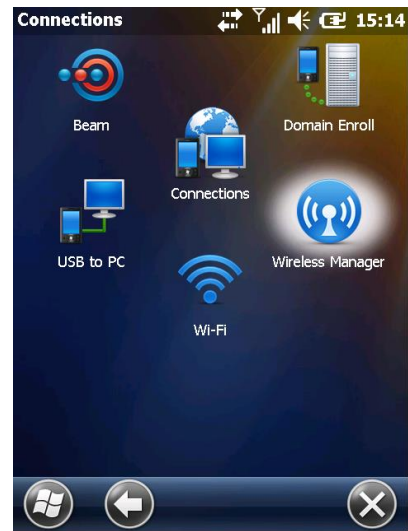 Connections 15:14
Beam
Domain Enroll
Connections
USB to PC
Wireless Manager
Wi-Fi